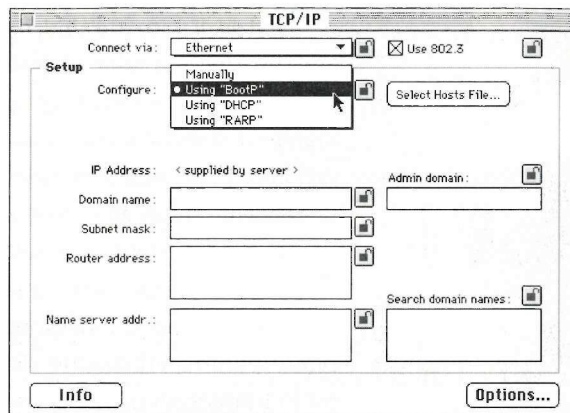 TCP/IP
Connect via: Ethernet Use 802.3
Setup
Manually
Configure: Using "BootP" Select Hosts File...
Using "DHCP"
Using "RARP"
IP Address: < supplied by server > Admin domain:
Domain name:
Subnet mask:
Router address:
Search domain names:
Name server addr.:
Info Options...